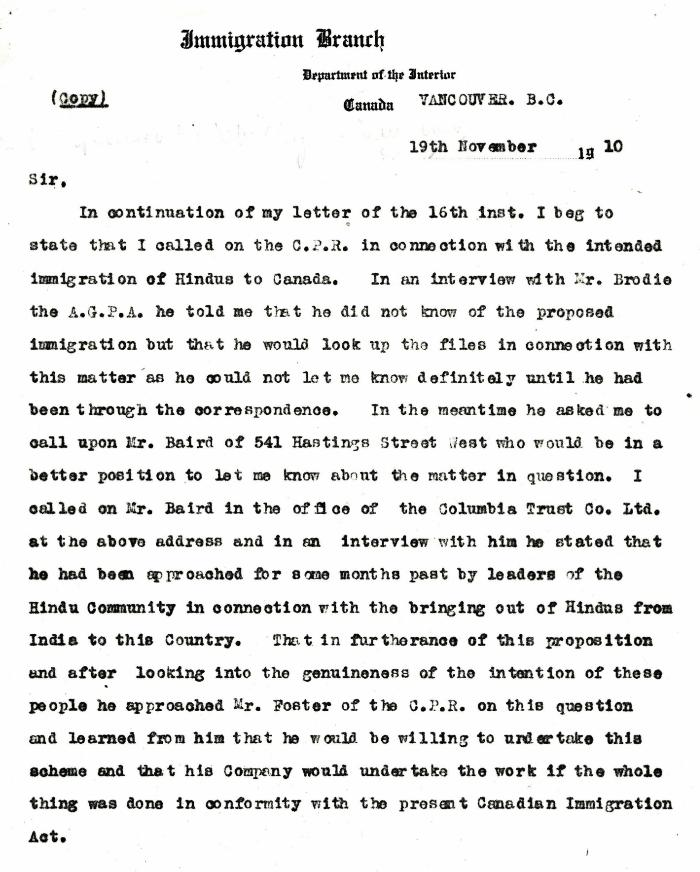 Immigration Branch
Department of the Interior
(Copy)
Canada VANCOUVER. B.C.
19th November 1910
Sir.
In continuation of my letter of the 16th inst. I beg to
state that I called on the C.P.R. in connection with the intended
immigration of Hindus to Canada. In an interview with Mr. Brodie
the A.G.P.A. he told me that he did not know of the proposed
immigration but that he would look up the files in connection with
this matter as he could not let me know definitely until he had
been through the correspondence. In the meantime he asked me to
call upon Mr. Baird of 541 Hastings Street West who would be in a
better position to let me know about the matter in question. I
called on Mr. Baird in the office of the Columbia Trust Co. Ltd.
at the above address and in an interview with him he stated that
he had been approached for some months past by leaders of the
Hindu Community in connection with the bringing out of Hindus from
India to this Country. That in furtherance of this proposition
and after looking into the genuineness of the intention of these
people he approached Mr. Foster of the C.P.R. on this question
and learned from him that he would be willing to undertake this
scheme and that his Company would undertake the work if the whole
thing was done in conformity with the present Canadian Immigration
Act.